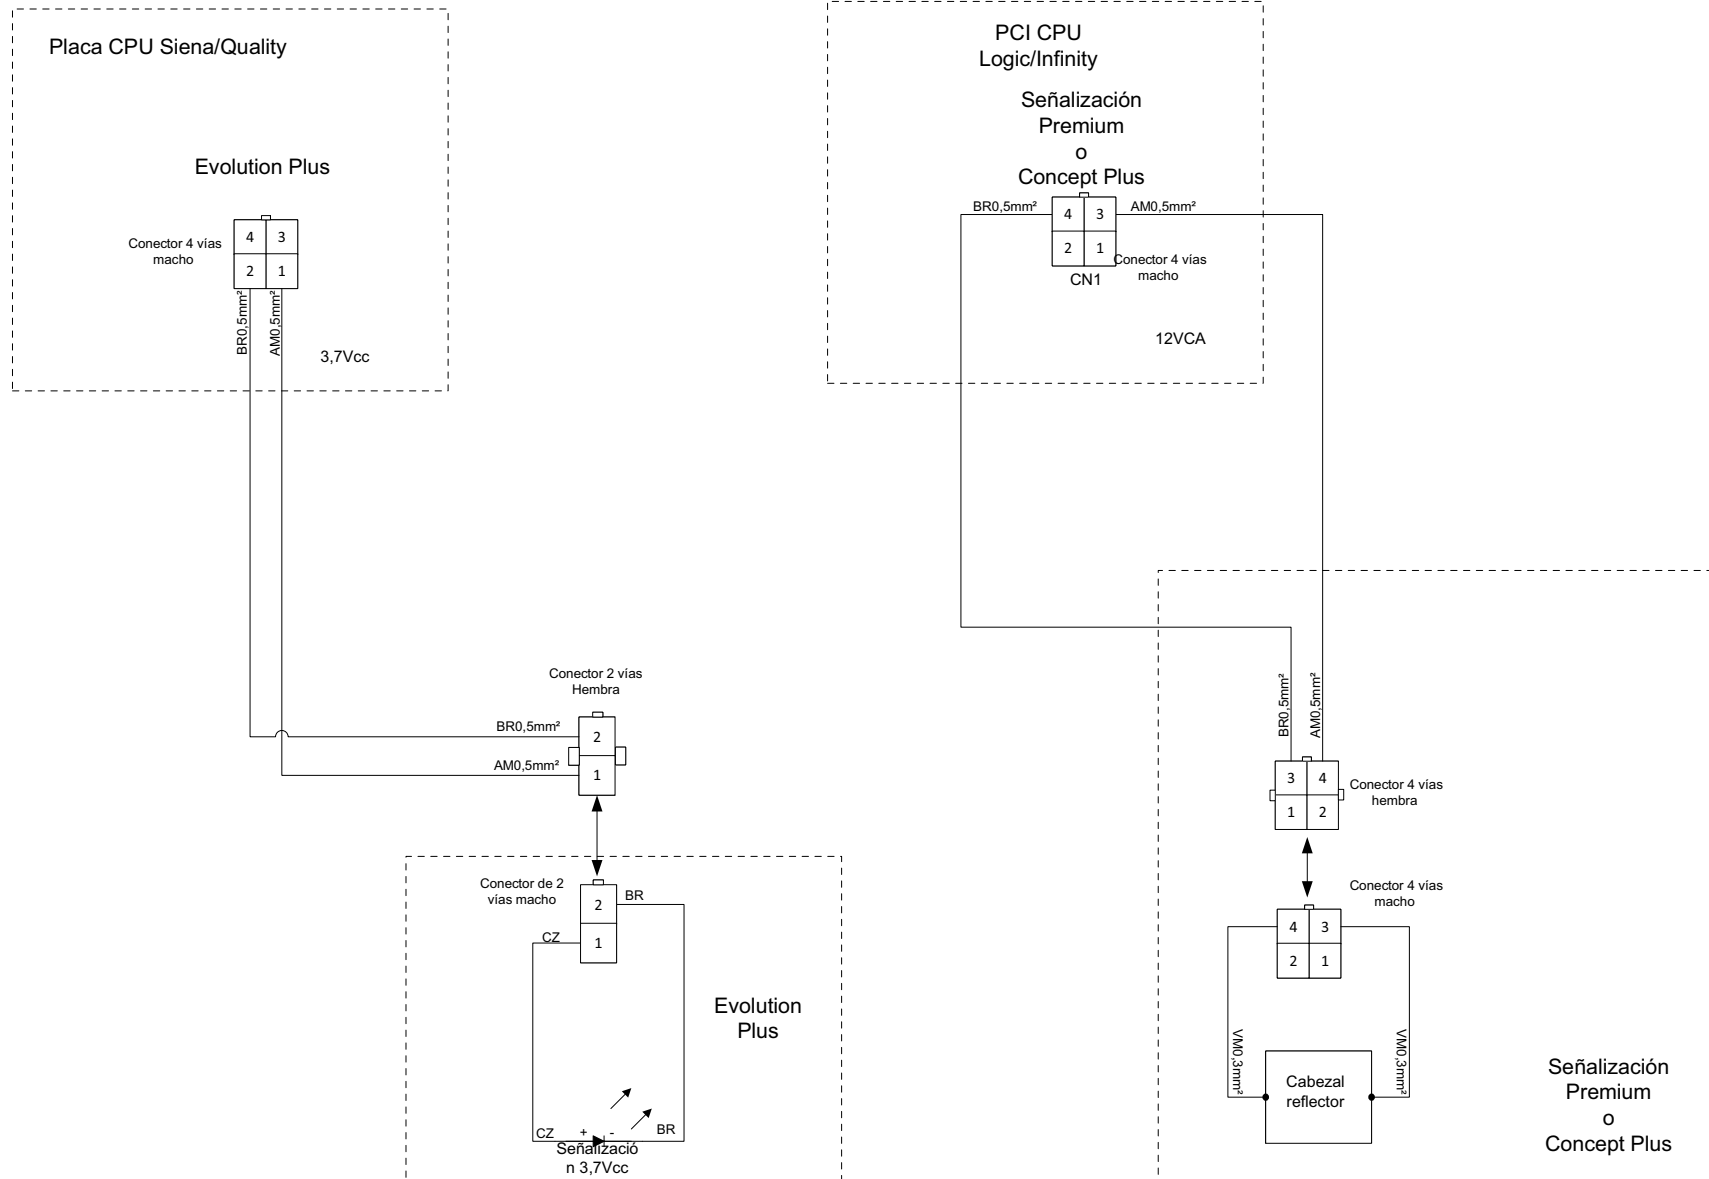 Placa CPU Siena/Quality
Evolution Plus
Conector 4 vías
macho
4 3
2 1
BR0,5mm²
AM0,5mm²
3,7Vcc
Conector 2 vías
Hembra
BR0,5mm²
2
AM0,5mm²
1
Conector de 2
vías macho
2
BR
CZ
1
Evolution
Plus
CZ
+
-
BR
Señalizació
n 3,7Vcc
PCI CPU
Logic/Infinity
Señalización
Premium
o
Concept Plus
BR0,5mm²
4 3
AM0,5mm²
2 1
Conector 4 vías
macho
CN1
12VCA
BR0,5mm²
AM0,5mm²
3 4
1 2
Conector 4 vías
hembra
Conector 4 vías
macho
4 3
2 1
VM0,3mm²
VM0,3mm²
Cabezal
reflector
Señalización
Premium
o
Concept Plus